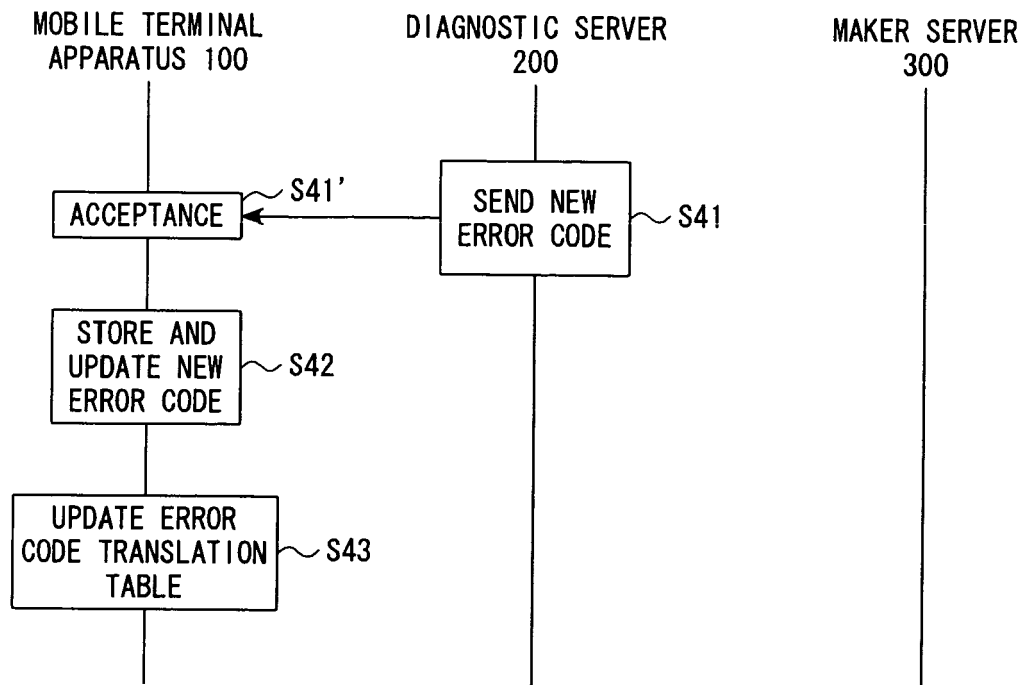 MOBILE TERMINAL
APPARATUS 100
DIAGNOSTIC SERVER
200
MAKER SERVER
300
ACCEPTANCE
S41'
SEND NEW
ERROR CODE
S41
STORE AND
UPDATE NEW
ERROR CODE
S42
UPDATE ERROR
CODE TRANSLATION
TABLE
S43